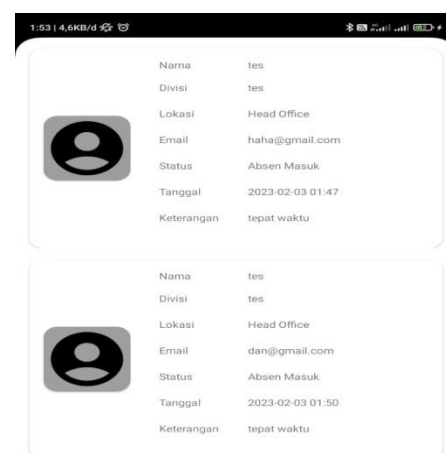 1:53 | 4,6KB/d
Nama tes
Divisi tes
Lokasi Head Office
Email haha@gmail.com
Status Absen Masuk
Tanggal 2023-02-03 01:47
Keterangan tepat waktu
Nama tes
Divisi tes
Lokasi Head Office
Email dan@gmail.com
Status Absen Masuk
Tanggal 2023-02-03 01:50
Keterangan tepat waktu